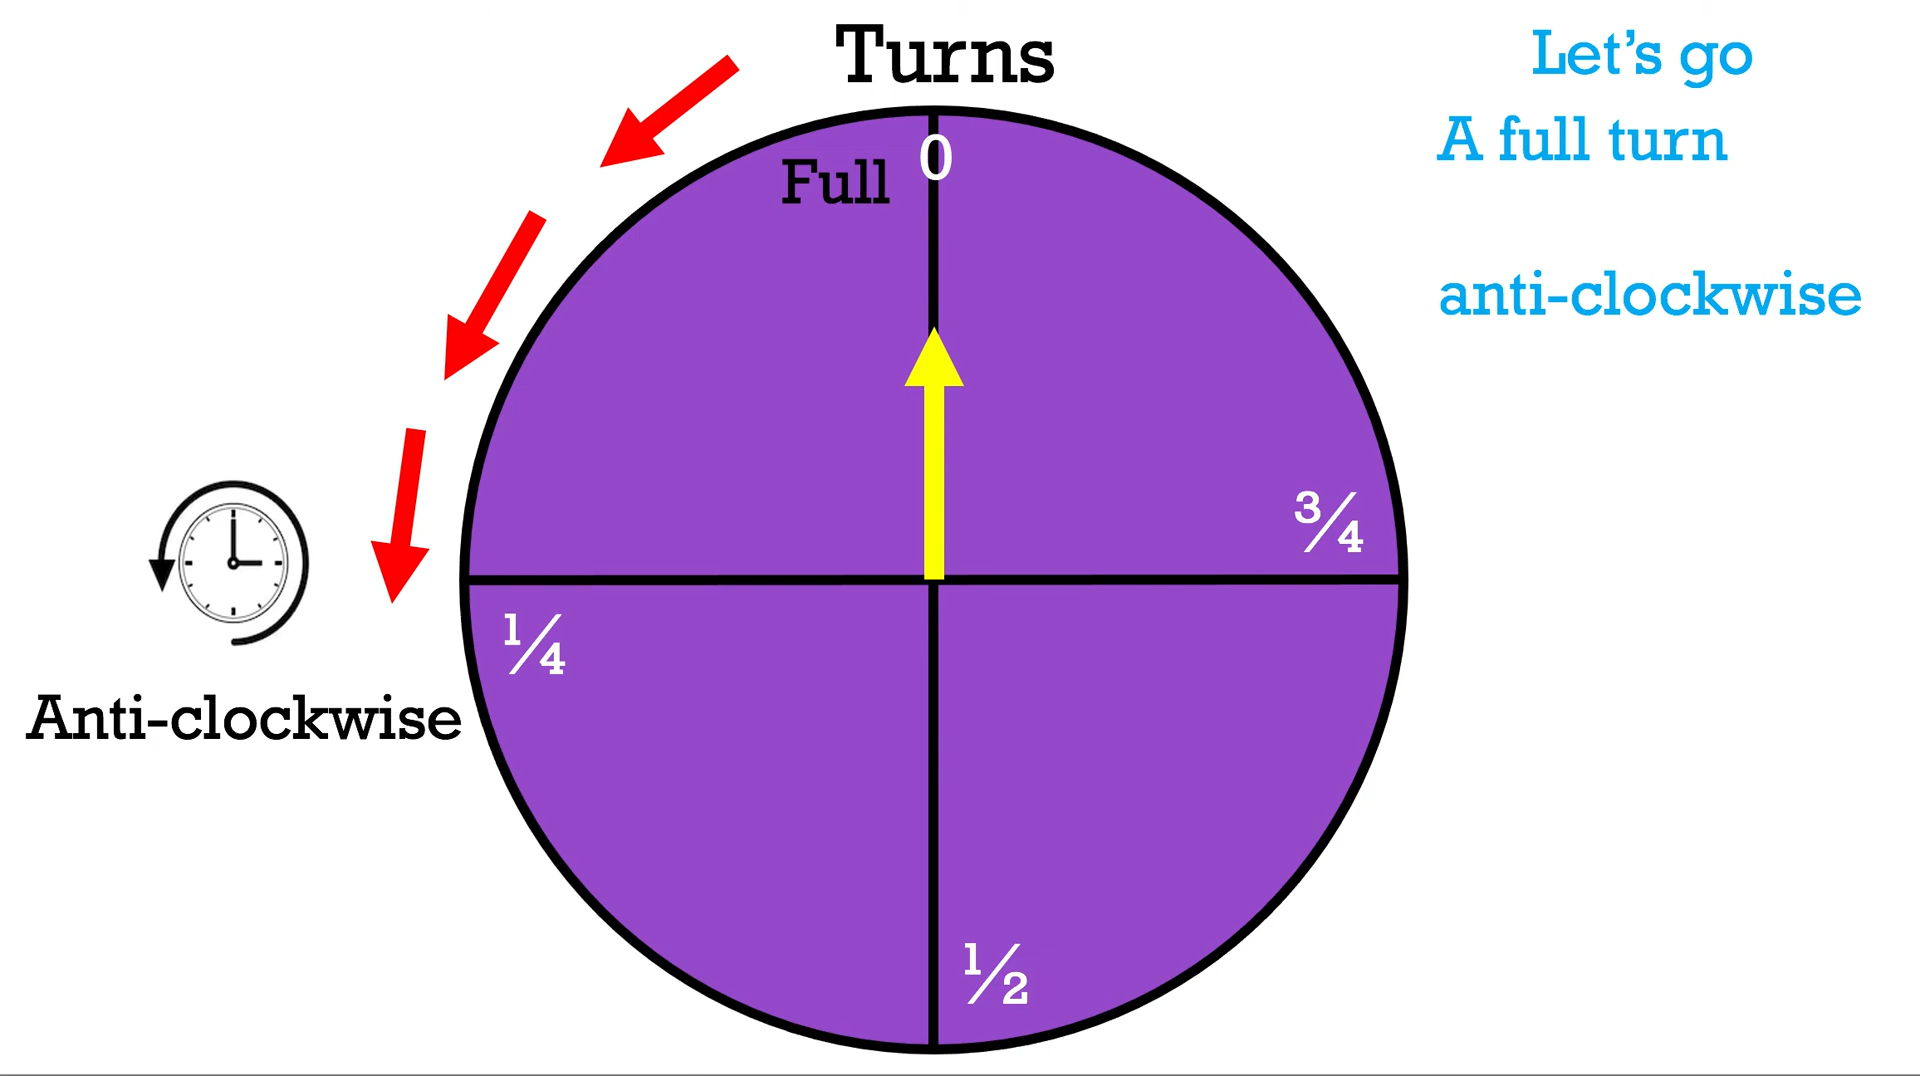 Turns
Let's go
A full turn
anti-clockwise
0
Full
¾
¼
Anti-clockwise
½